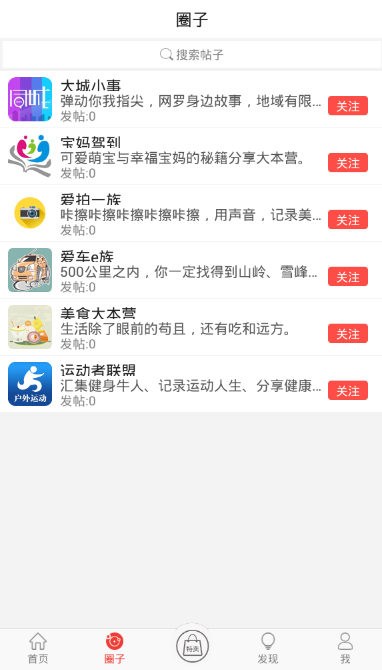 圈子
搜索帖子
同城
大城小事
弹动你我指尖，网罗身边故事，地域有限...
发帖:0
关注
宝妈驾到
可爱萌宝与幸福宝妈的秘籍分享大本营。
发帖:0
关注
爱拍一族
咔擦咔擦咔擦咔擦咔擦，用声音，记录美...
发帖:0
关注
爱车e族
500公里之内，你一定找得到山岭、雪峰...
发帖:0
关注
美食大本营
生活除了眼前的苟且，还有吃和远方。
发帖:0
关注
户外运动
运动者联盟
汇集健身牛人、记录运动人生、分享健康...
发帖:0
关注
首页
圈子
特卖
发现
我